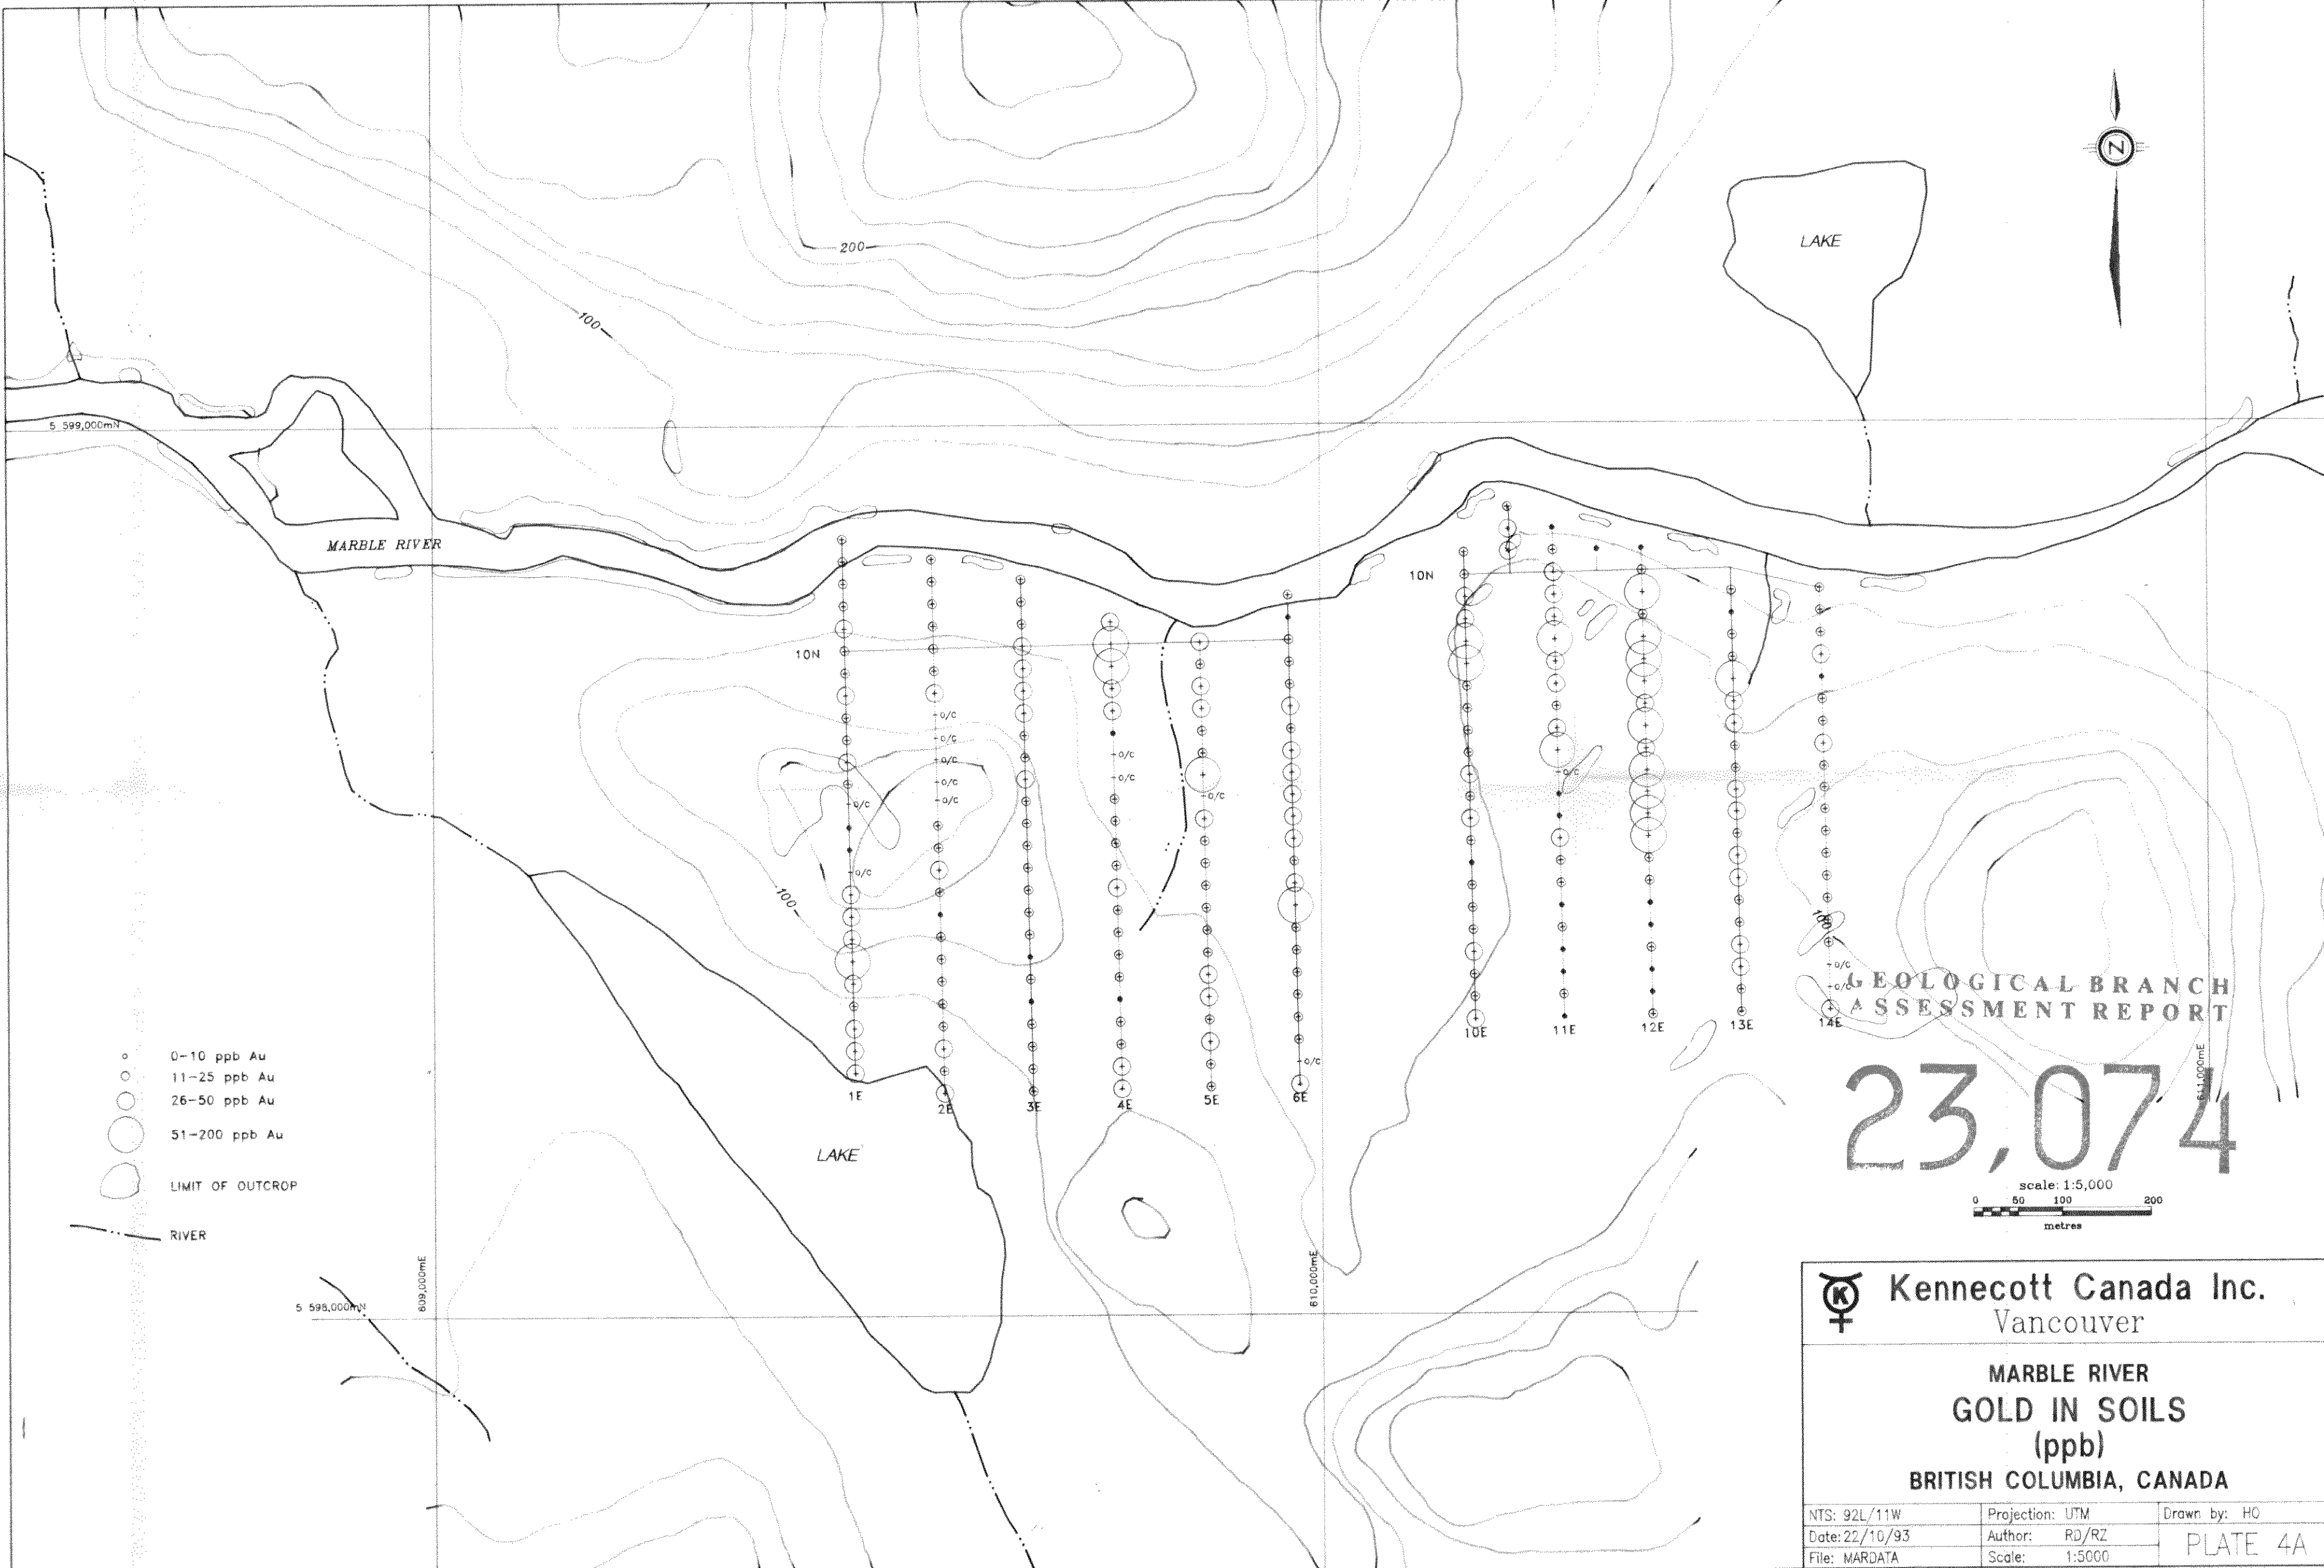 200
100
LAKE
5 599,000mN
MARBLE RIVER
10N
10N
o/c
o/c
o/c
o/c
o/c
o/c
o/c
o/c
o/c
o/c
o/c
100
100
o/c
o/c
o/c
GEOLOGICAL BRANCH
ASSESSMENT REPORT
10E
11E
12E
13E
14E
1E
2E
3E
4E
5E
6E
23,074
611,000mE
0-10 ppb Au
11-25 ppb Au
26-50 ppb Au
51-200 ppb Au
LIMIT OF OUTCROP
RIVER
LAKE
scale: 1:5,000
0 50 100 200
metres
609,000mE
610,000mE
5 598,000mN
N
K
Kennecott Canada Inc.
Vancouver
MARBLE RIVER
GOLD IN SOILS
(ppb)
BRITISH COLUMBIA, CANADA
NTS: 92L/11W
Projection: UTM
Drawn by: HO
Date: 22/10/93
Author: RD/RZ
PLATE 4A
File: MARDATA
Scale: 1:5000